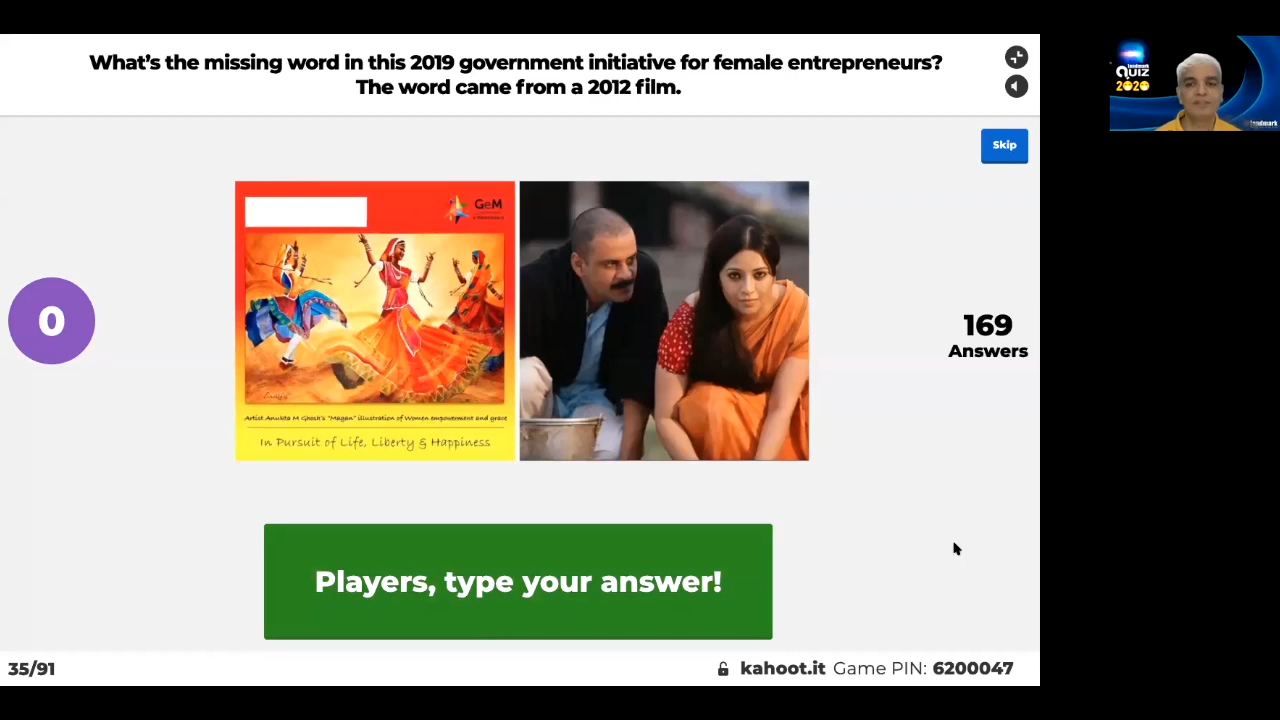 What's the missing word in this 2019 government initiative for female entrepreneurs?
The word came from a 2012 film.
Skip
GeM
Artist Anukta M Ghosh's "Magan" illustration of Women empowerment and grace
In Pursuit of Life, Liberty & Happiness
0
169
Answers
Players, type your answer!
35/91
kahoot.it Game PIN: 6200047
landmark
QUIZ
2020
landmark